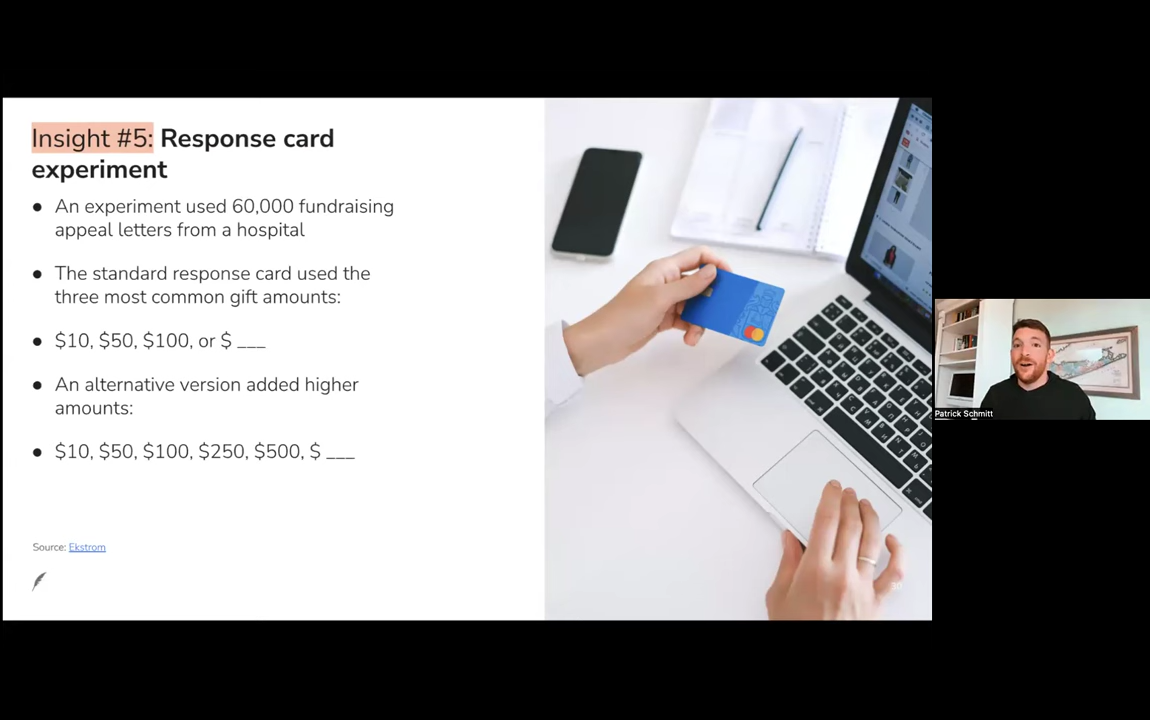 Insight #5: Response card
experiment
● An experiment used 60,000 fundraising
appeal letters from a hospital
● The standard response card used the
three most common gift amounts:
● $10, $50, $100, or $ ___
● An alternative version added higher
amounts:
● $10, $50, $100, $250, $500, $ ___
Source: Ekstrom
Patrick Schmitt